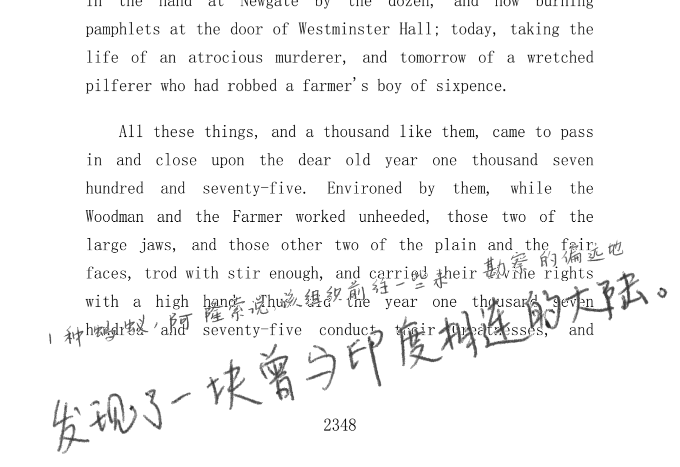 in the hand at Newgate by the dozen, and now burning
pamphlets at the door of Westminster Hall; today, taking the
life of an atrocious murderer, and tomorrow of a wretched
pilferer who had robbed a farmer's boy of sixpence.
All these things, and a thousand like them, came to pass
in and close upon the dear old year one thousand seven
hundred and seventy-five. Environed by them, while the
Woodman and the Farmer worked unheeded, those two of the
large jaws, and those other two of the plain and the fair
faces, trod with stir enough, and carried their divine rights
with a high hand. Thus did the year one thousand seven
hundred and seventy-five conduct their Greatnesses, and
种蚂蚁,阿隆索说,该组织前往一些未勘察的偏远地
发现了一块曾与印度相连的大陆。
2348